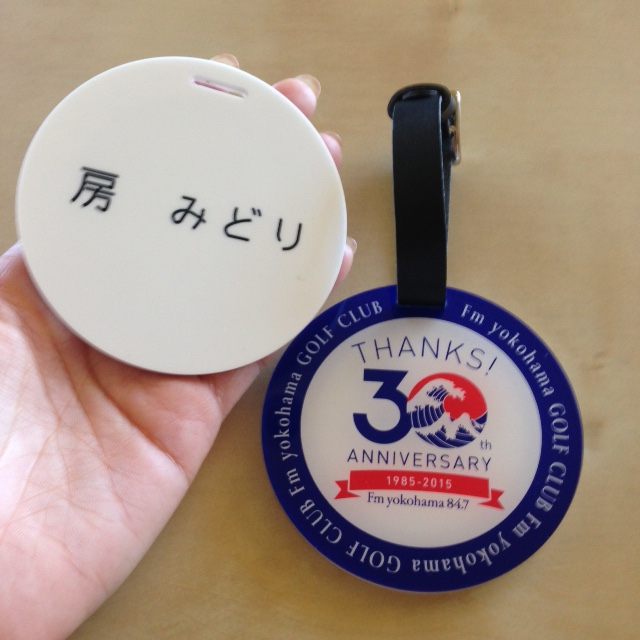 房 みどり
Fm yokohama GOLF CLUB Fm yokohama GOLF CLUB Fm yokohama GOLF CLUB
THANKS!
30th
ANNIVERSARY
1985-2015
Fm yokohama 84.7